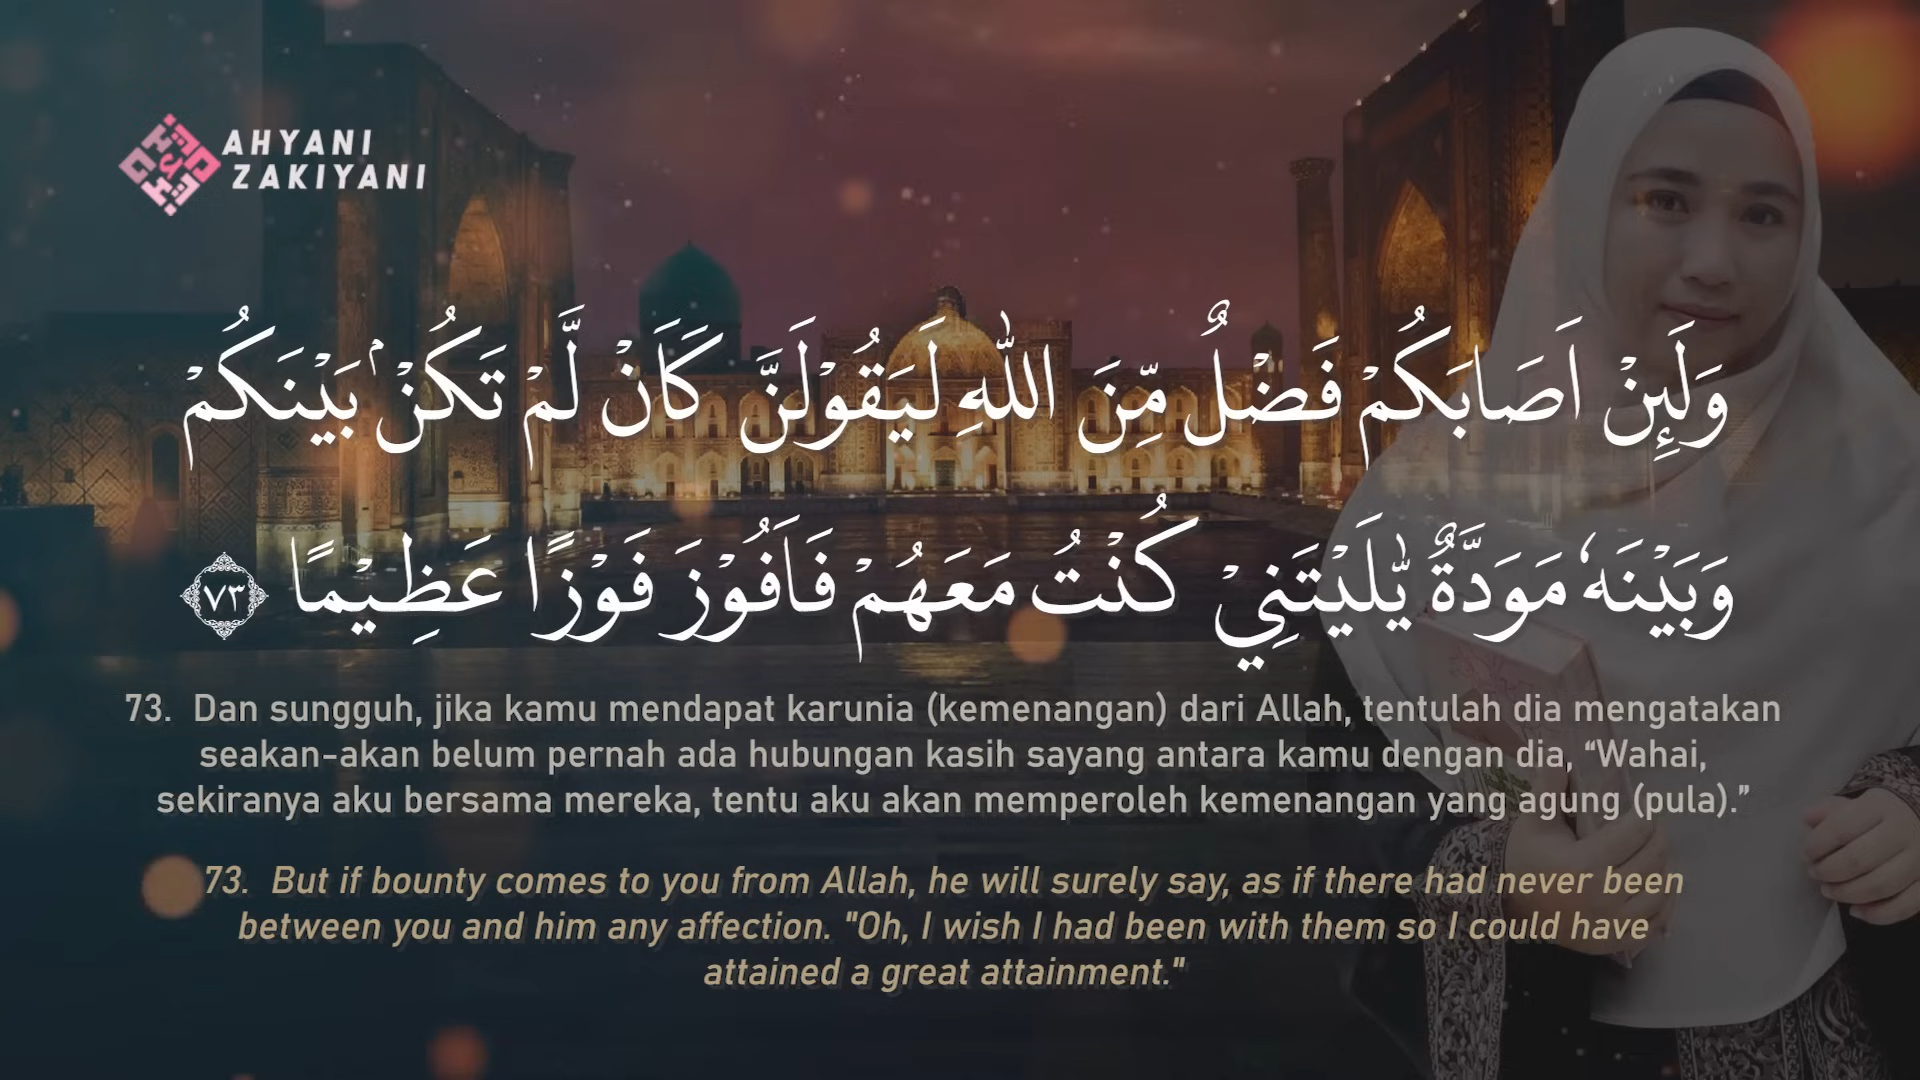 AHYANI
ZAKIYANI
وَلَىِٕنْ اَصَابَكُمْ فَضْلٌ مِّنَ اللّٰهِ لَيَقُوْلَنَّ كَاَنْ لَّمْ تَكُنْۢ بَيْنَكُمْ
وَبَيْنَهٗ مَوَدَّةٌ يّٰلَيْتَنِيْ كُنْتُ مَعَهُمْ فَاَفُوْزَ فَوْزًا عَظِيْمًا ٧٣
73. Dan sungguh, jika kamu mendapat karunia (kemenangan) dari Allah, tentulah dia mengatakan
seakan-akan belum pernah ada hubungan kasih sayang antara kamu dengan dia, “Wahai,
sekiranya aku bersama mereka, tentu aku akan memperoleh kemenangan yang agung (pula).”
73. But if bounty comes to you from Allah, he will surely say, as if there had never been
between you and him any affection. "Oh, I wish I had been with them so I could have
attained a great attainment."